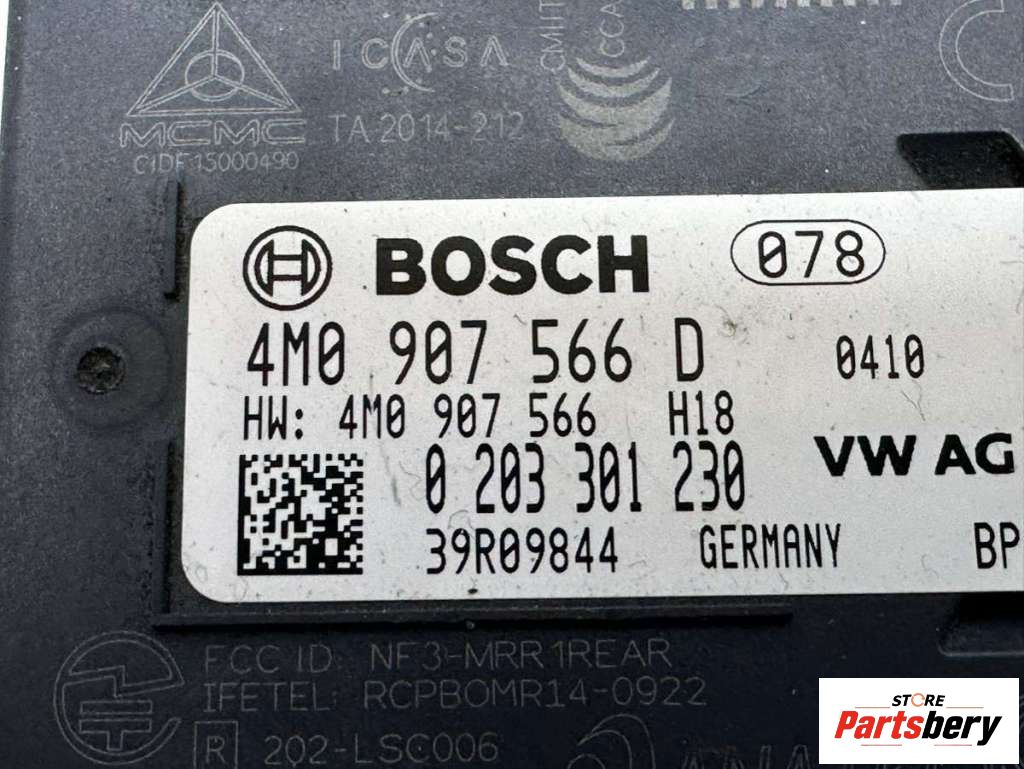 ICASA
MCMC
TA 2014-212
CIDF15000490
BOSCH
078
4M0 907 566 D
0410
HW: 4M0 907 566 H18
0 203 301 230
VW AG
39R09844
GERMANY
BP
FCC ID: NF3-MRR1REAR
IFETEL: RCPBOMR14-0922
R 202-LSC006
STORE
Partsbery